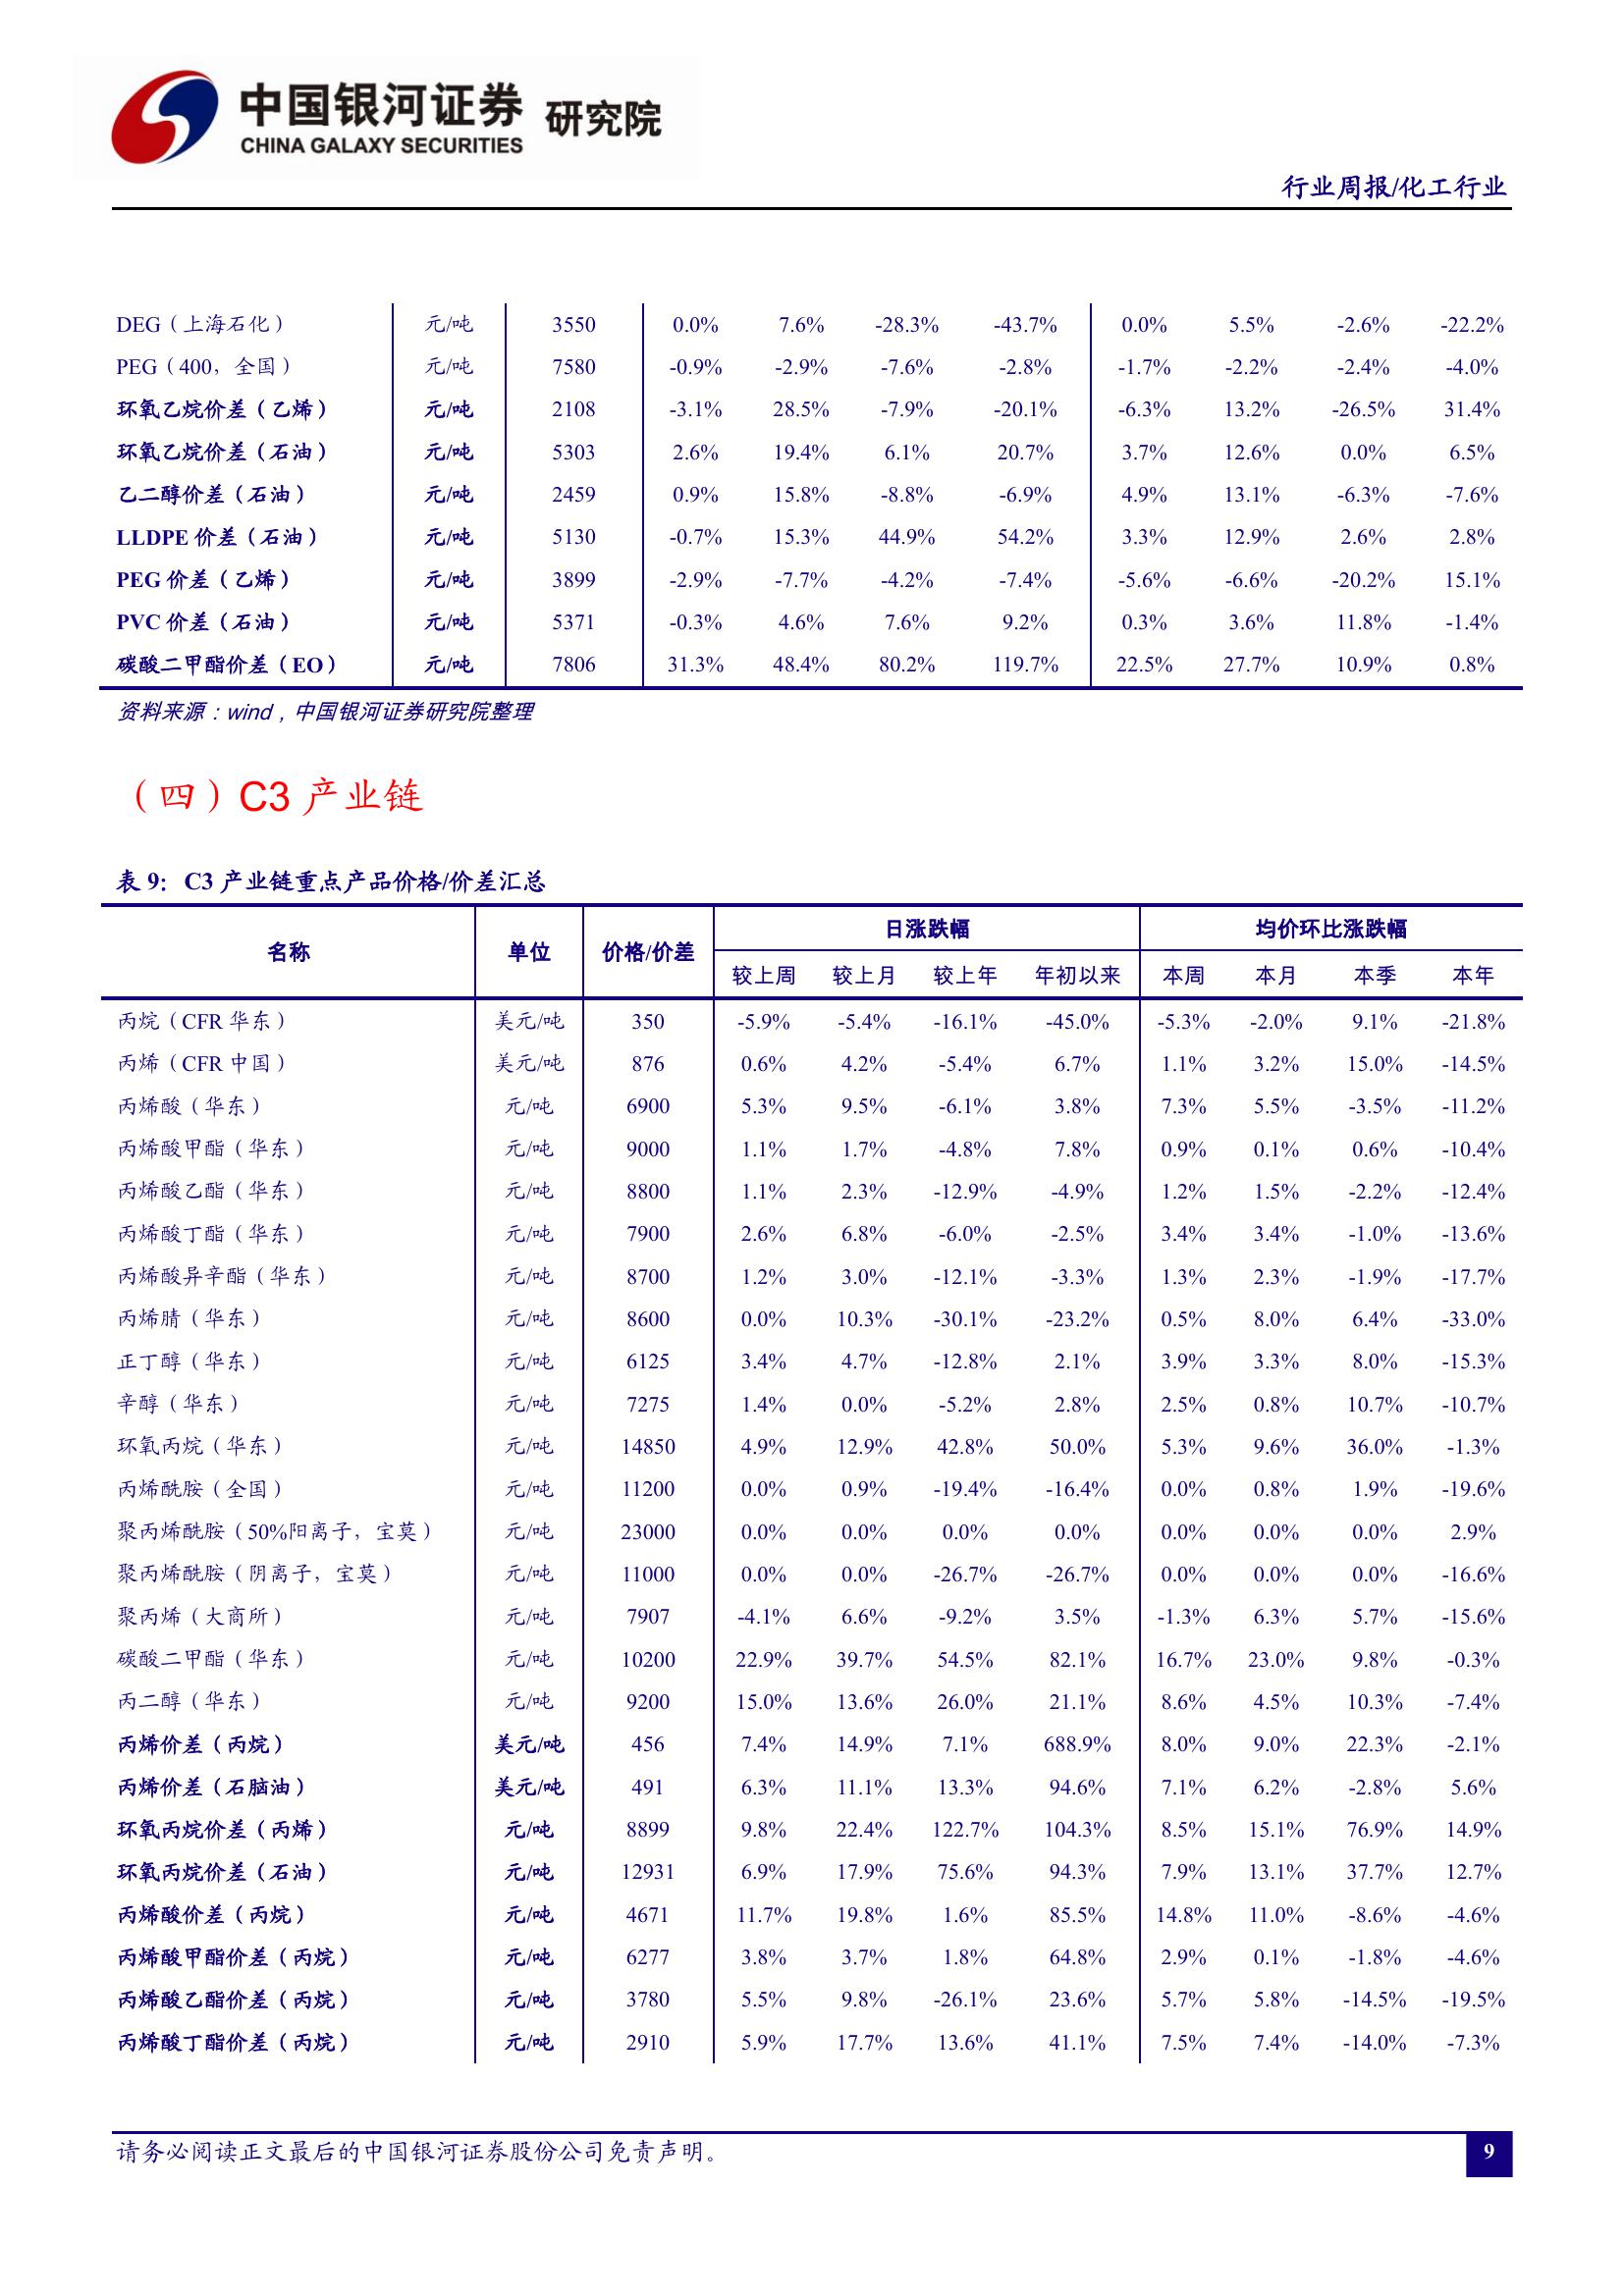 中国银河证券 研究院
CHINA GALAXY SECURITIES
行业周报/化工行业
DEG（上海石化） 元/吨 3550 0.0% 7.6% -28.3% -43.7% 0.0% 5.5% -2.6% -22.2%
PEG（400，全国） 元/吨 7580 -0.9% -2.9% -7.6% -2.8% -1.7% -2.2% -2.4% -4.0%
环氧乙烷价差（乙烯） 元/吨 2108 -3.1% 28.5% -7.9% -20.1% -6.3% 13.2% -26.5% 31.4%
环氧乙烷价差（石油） 元/吨 5303 2.6% 19.4% 6.1% 20.7% 3.7% 12.6% 0.0% 6.5%
乙二醇价差（石油） 元/吨 2459 0.9% 15.8% -8.8% -6.9% 4.9% 13.1% -6.3% -7.6%
LLDPE 价差（石油） 元/吨 5130 -0.7% 15.3% 44.9% 54.2% 3.3% 12.9% 2.6% 2.8%
PEG 价差（乙烯） 元/吨 3899 -2.9% -7.7% -4.2% -7.4% -5.6% -6.6% -20.2% 15.1%
PVC 价差（石油） 元/吨 5371 -0.3% 4.6% 7.6% 9.2% 0.3% 3.6% 11.8% -1.4%
碳酸二甲酯价差（EO） 元/吨 7806 31.3% 48.4% 80.2% 119.7% 22.5% 27.7% 10.9% 0.8%
资料来源：wind，中国银河证券研究院整理
（四）C3 产业链
表 9：C3 产业链重点产品价格/价差汇总
名称 单位 价格/价差 日涨跌幅 均价环比涨跌幅
较上周 较上月 较上年 年初以来 本周 本月 本季 本年
丙烷（CFR 华东） 美元/吨 350 -5.9% -5.4% -16.1% -45.0% -5.3% -2.0% 9.1% -21.8%
丙烯（CFR 中国） 美元/吨 876 0.6% 4.2% -5.4% 6.7% 1.1% 3.2% 15.0% -14.5%
丙烯酸（华东） 元/吨 6900 5.3% 9.5% -6.1% 3.8% 7.3% 5.5% -3.5% -11.2%
丙烯酸甲酯（华东） 元/吨 9000 1.1% 1.7% -4.8% 7.8% 0.9% 0.1% 0.6% -10.4%
丙烯酸乙酯（华东） 元/吨 8800 1.1% 2.3% -12.9% -4.9% 1.2% 1.5% -2.2% -12.4%
丙烯酸丁酯（华东） 元/吨 7900 2.6% 6.8% -6.0% -2.5% 3.4% 3.4% -1.0% -13.6%
丙烯酸异辛酯（华东） 元/吨 8700 1.2% 3.0% -12.1% -3.3% 1.3% 2.3% -1.9% -17.7%
丙烯腈（华东） 元/吨 8600 0.0% 10.3% -30.1% -23.2% 0.5% 8.0% 6.4% -33.0%
正丁醇（华东） 元/吨 6125 3.4% 4.7% -12.8% 2.1% 3.9% 3.3% 8.0% -15.3%
辛醇（华东） 元/吨 7275 1.4% 0.0% -5.2% 2.8% 2.5% 0.8% 10.7% -10.7%
环氧丙烷（华东） 元/吨 14850 4.9% 12.9% 42.8% 50.0% 5.3% 9.6% 36.0% -1.3%
丙烯酰胺（全国） 元/吨 11200 0.0% 0.9% -19.4% -16.4% 0.0% 0.8% 1.9% -19.6%
聚丙烯酰胺（50%阳离子，宝莫） 元/吨 23000 0.0% 0.0% 0.0% 0.0% 0.0% 0.0% 0.0% 2.9%
聚丙烯酰胺（阴离子，宝莫） 元/吨 11000 0.0% 0.0% -26.7% -26.7% 0.0% 0.0% 0.0% -16.6%
聚丙烯（大商所） 元/吨 7907 -4.1% 6.6% -9.2% 3.5% -1.3% 6.3% 5.7% -15.6%
碳酸二甲酯（华东） 元/吨 10200 22.9% 39.7% 54.5% 82.1% 16.7% 23.0% 9.8% -0.3%
丙二醇（华东） 元/吨 9200 15.0% 13.6% 26.0% 21.1% 8.6% 4.5% 10.3% -7.4%
丙烯价差（丙烷） 美元/吨 456 7.4% 14.9% 7.1% 688.9% 8.0% 9.0% 22.3% -2.1%
丙烯价差（石脑油） 美元/吨 491 6.3% 11.1% 13.3% 94.6% 7.1% 6.2% -2.8% 5.6%
环氧丙烷价差（丙烯） 元/吨 8899 9.8% 22.4% 122.7% 104.3% 8.5% 15.1% 76.9% 14.9%
环氧丙烷价差（石油） 元/吨 12931 6.9% 17.9% 75.6% 94.3% 7.9% 13.1% 37.7% 12.7%
丙烯酸价差（丙烷） 元/吨 4671 11.7% 19.8% 1.6% 85.5% 14.8% 11.0% -8.6% -4.6%
丙烯酸甲酯价差（丙烷） 元/吨 6277 3.8% 3.7% 1.8% 64.8% 2.9% 0.1% -1.8% -4.6%
丙烯酸乙酯价差（丙烷） 元/吨 3780 5.5% 9.8% -26.1% 23.6% 5.7% 5.8% -14.5% -19.5%
丙烯酸丁酯价差（丙烷） 元/吨 2910 5.9% 17.7% 13.6% 41.1% 7.5% 7.4% -14.0% -7.3%
请务必阅读正文最后的中国银河证券股份公司免责声明。 9